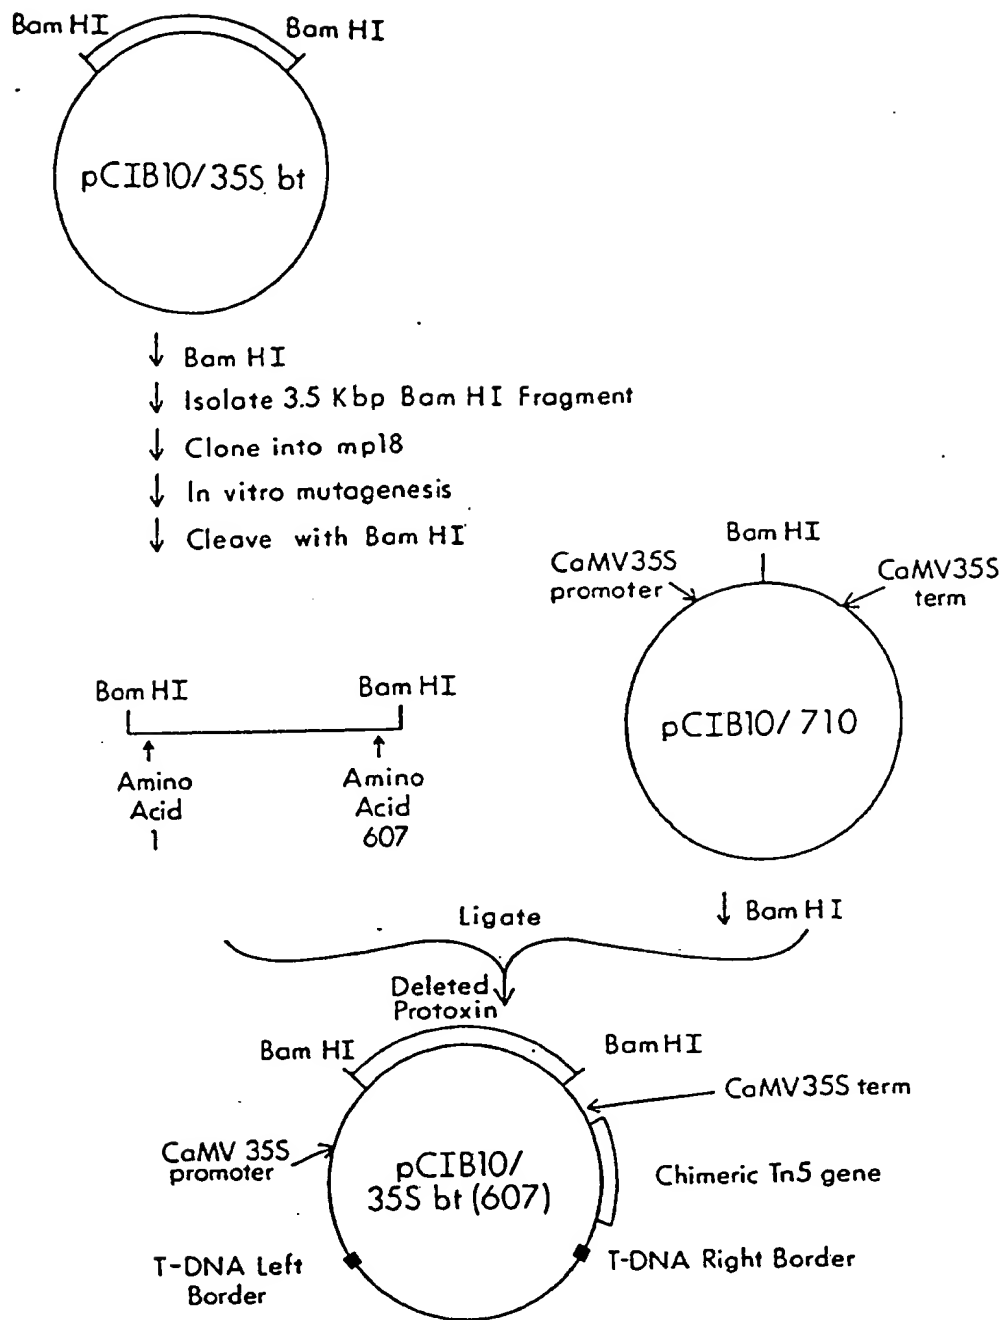 Bam HI
Bam HI
pCIB10/35S bt
↓ Bam HI
↓ Isolate 3.5 Kbp Bam HI Fragment
↓ Clone into mp18
↓ In vitro mutagenesis
↓ Cleave with Bam HI
Bam HI
CaMV35S
promoter
CaMV35S
term
pCIB10/710
Bam HI
Bam HI
Amino
Acid
1
Amino
Acid
607
↓ Bam HI
Ligate
Deleted
Protoxin
Bam HI
Bam HI
CaMV35S term
CaMV 35S
promoter
pCIB10/
35S bt (607)
Chimeric Tn5 gene
T-DNA Left
Border
T-DNA Right Border